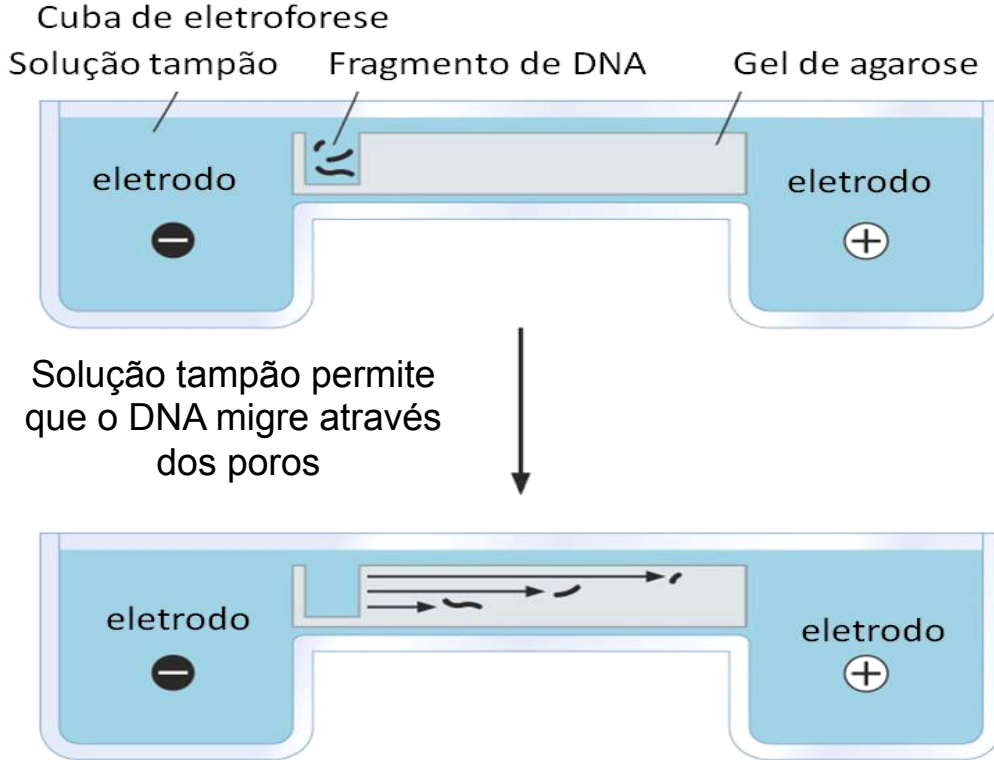 Cuba de eletroforese
Solução tampão
Fragmento de DNA
Gel de agarose
eletrodo
eletrodo
Solução tampão permite
que o DNA migre através
dos poros
eletrodo
eletrodo